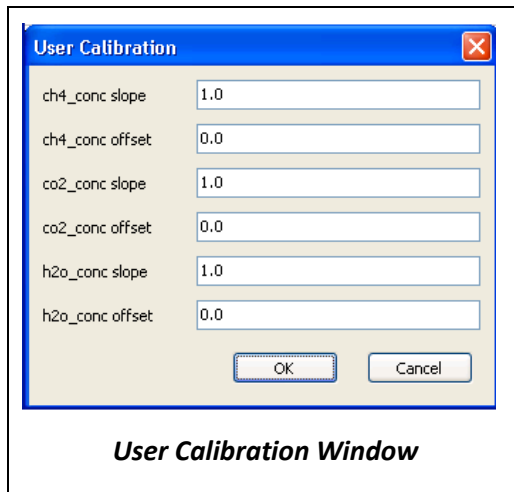 User Calibration
ch4_conc slope 1.0
ch4_conc offset 0.0
co2_conc slope 1.0
co2_conc offset 0.0
h2o_conc slope 1.0
h2o_conc offset 0.0
OK Cancel
User Calibration Window